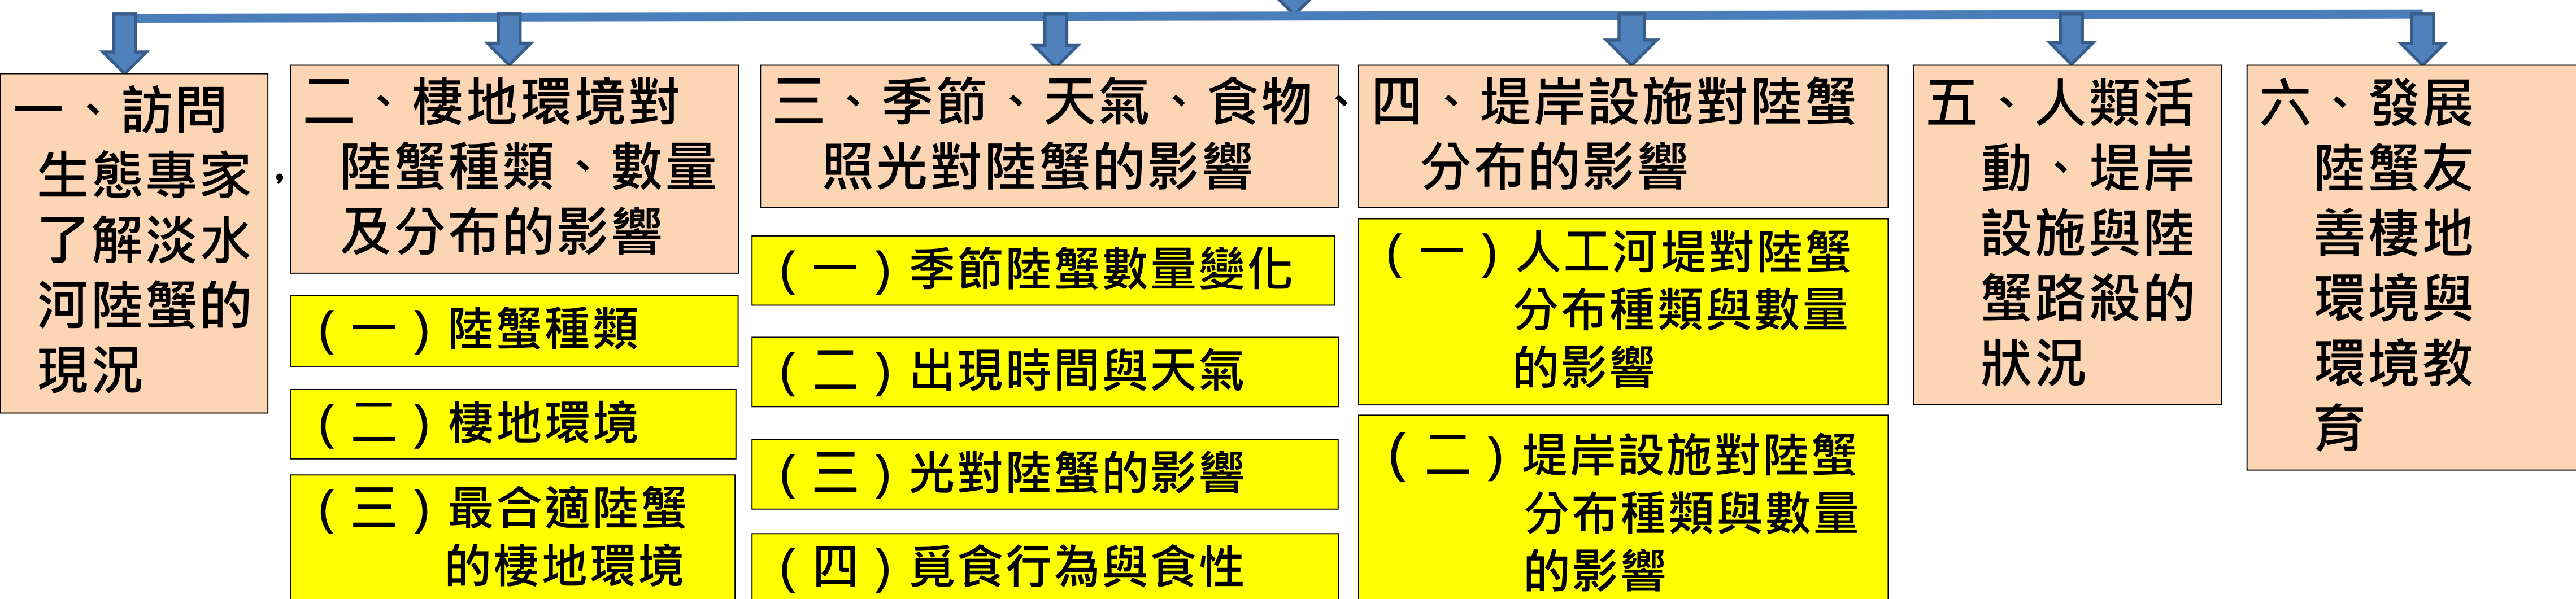 一、訪問
生態專家,
了解淡水
河陸蟹的
現況
二、棲地環境對
陸蟹種類、數量
及分布的影響
(一)陸蟹種類
(二)棲地環境
(三)最合適陸蟹
的棲地環境
三、季節、天氣、食物、
照光對陸蟹的影響
(一)季節陸蟹數量變化
(二)出現時間與天氣
(三)光對陸蟹的影響
(四)覓食行為與食性
四、堤岸設施對陸蟹
分布的影響
(一)人工河堤對陸蟹
分布種類與數量
的影響
(二)堤岸設施對陸蟹
分布種類與數量
的影響
五、人類活
動、堤岸
設施與陸
蟹路殺的
狀況
六、發展
陸蟹友
善棲地
環境與
環境教
育